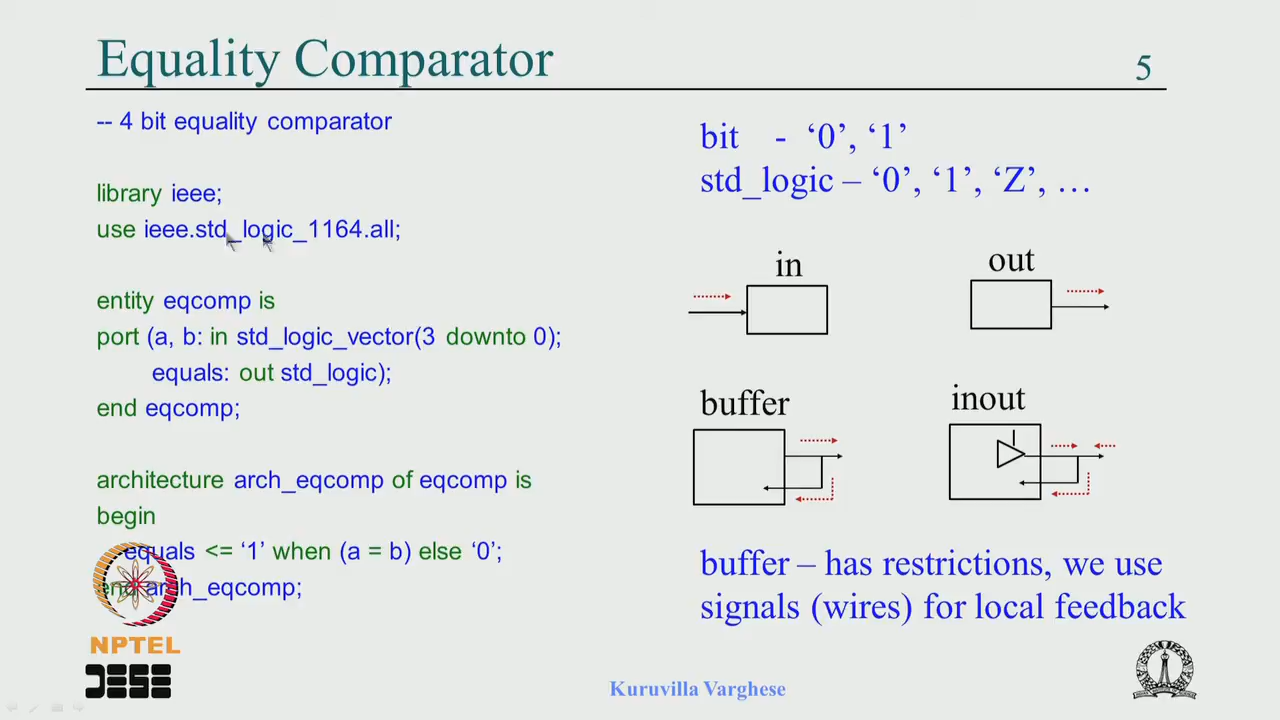 Equality Comparator
5
-- 4 bit equality comparator
library ieee;
use ieee.std_logic_1164.all;
entity eqcomp is
port (a, b: in std_logic_vector(3 downto 0);
equals: out std_logic);
end eqcomp;
architecture arch_eqcomp of eqcomp is
begin
equals <= ‘1’ when (a = b) else ‘0’;
end arch_eqcomp;
bit - ‘0’, ‘1’
std_logic – ‘0’, ‘1’, ‘Z’, …
in
out
buffer
inout
buffer – has restrictions, we use
signals (wires) for local feedback
NPTEL
DESE
Kuruvilla Varghese